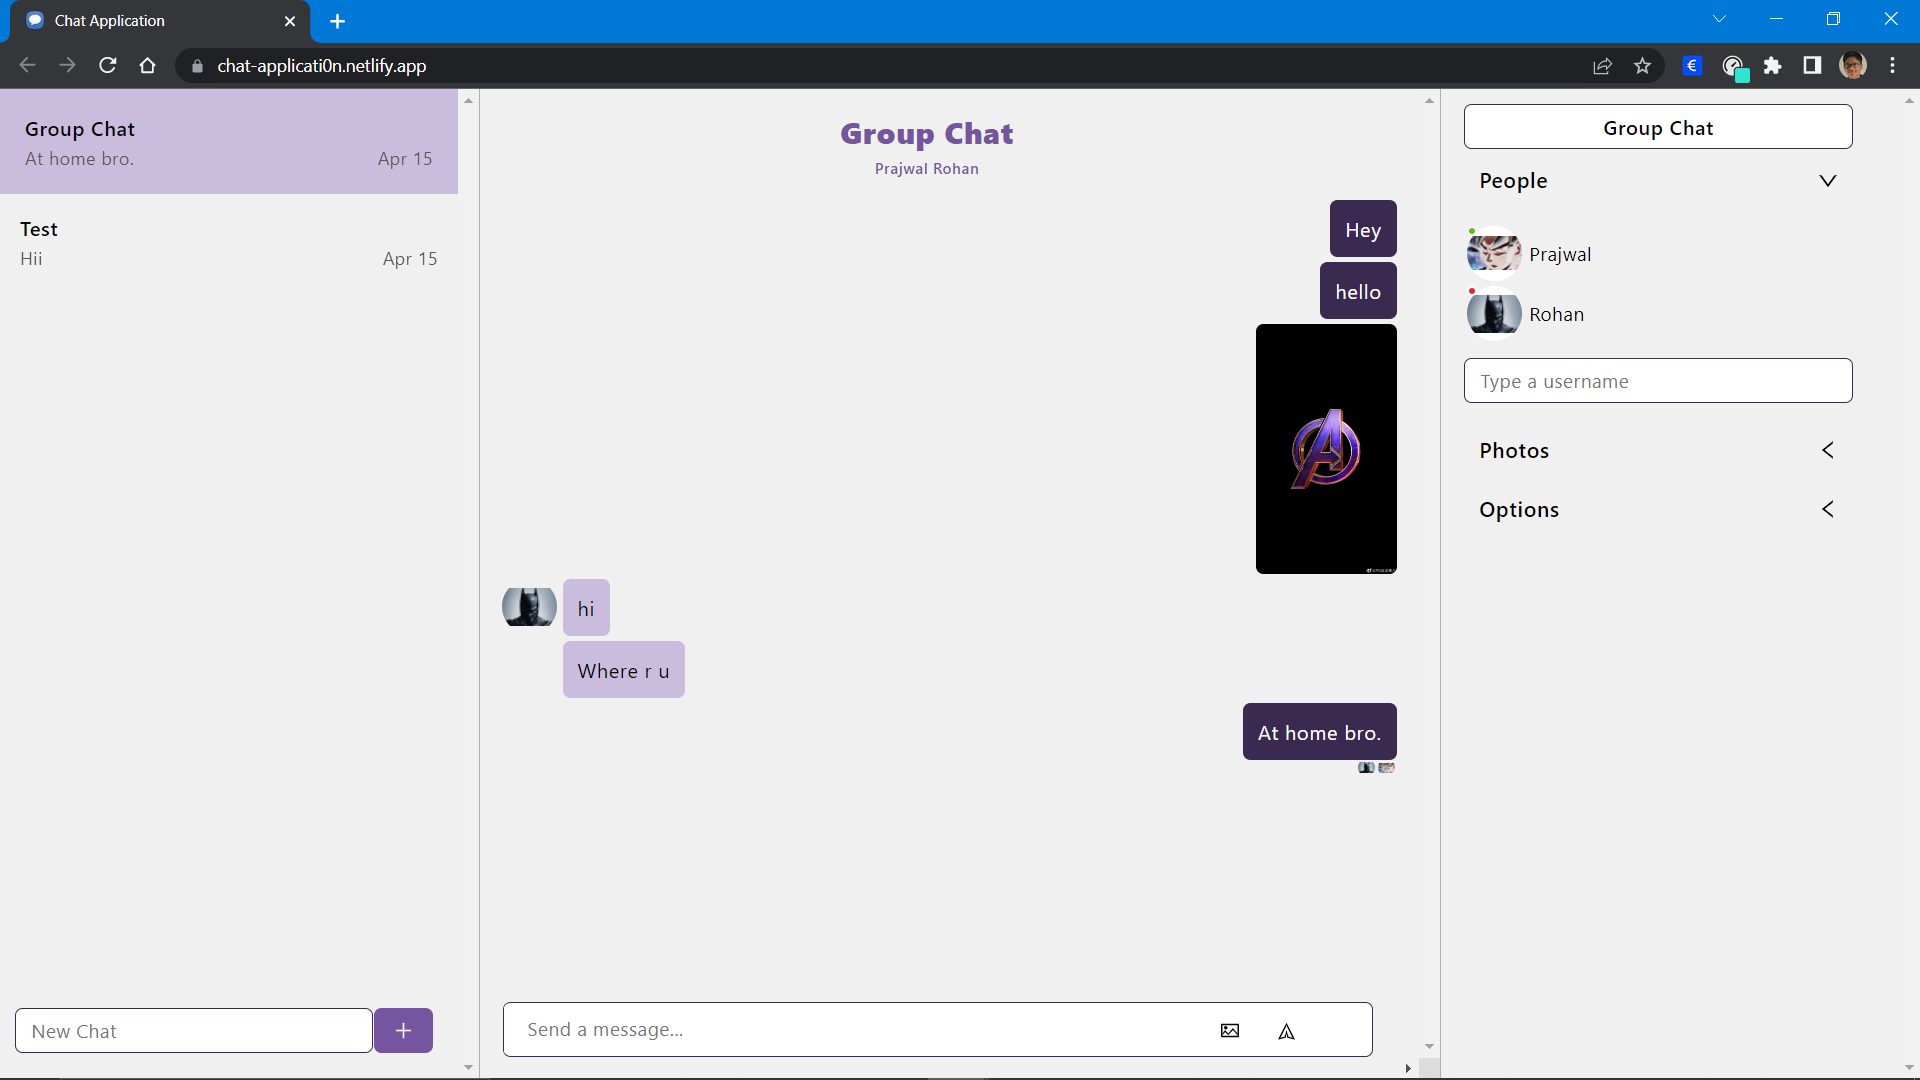 Chat Application
chat-applicati0n.netlify.app
Group Chat
At home bro.
Apr 15
Test
Hii
Apr 15
New Chat
Group Chat
Prajwal Rohan
Hey
hello
hi
Where r u
At home bro.
Send a message...
Group Chat
People
Prajwal
Rohan
Type a username
Photos
Options